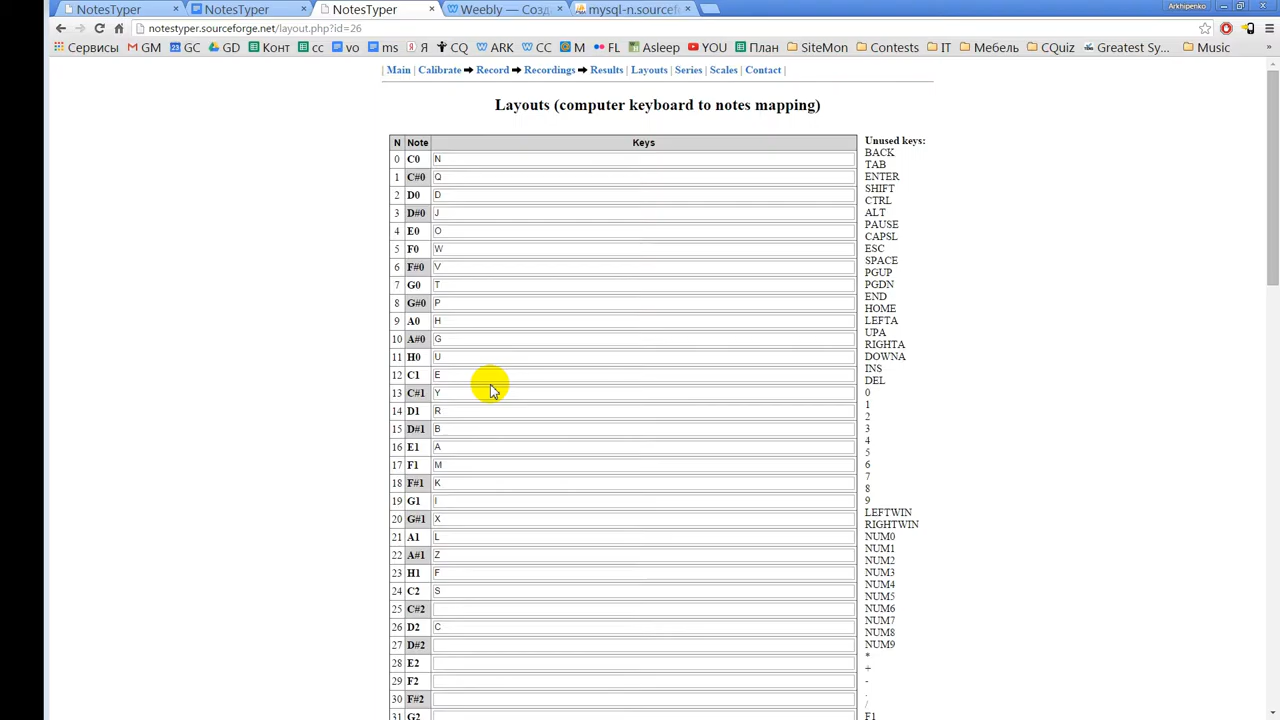 NotesTyper × NotesTyper × NotesTyper × Weebly — Созд × mysql-n.sourcef × Arkhipenko
notestyper.sourceforge.net/layout.php?id=26
Сервисы GM GC GD Конт vo ms Я CQ ARK CC M FL Asleep YOU План SiteMon Contests IT Мебель CQuiz Greatest Sy... Music »
| Main | Calibrate Record Recordings Results | Layouts | Series | Scales | Contact |
Layouts (computer keyboard to notes mapping)
N Note Keys
0 C0 N
1 C#0 Q
2 D0 D
3 D#0 J
4 E0 O
5 F0 W
6 F#0 V
7 G0 T
8 G#0 P
9 A0 H
10 A#0 G
11 H0 U
12 C1 E
13 C#1 Y
14 D1 R
15 D#1 B
16 E1 A
17 F1 M
18 F#1 K
19 G1 I
20 G#1 X
21 A1 L
22 A#1 Z
23 H1 F
24 C2 S
25 C#2
26 D2 C
27 D#2
28 E2
29 F2
30 F#2
31 G2
Unused keys:
BACK
TAB
ENTER
SHIFT
CTRL
ALT
PAUSE
CAPSL
ESC
SPACE
PGUP
PGDN
END
HOME
LEFTA
UPA
RIGHTA
DOWNA
INS
DEL
0
1
2
3
4
5
6
7
8
9
LEFTWIN
RIGHTWIN
NUM0
NUM1
NUM2
NUM3
NUM4
NUM5
NUM6
NUM7
NUM8
NUM9
*
+
-
.
/
F1